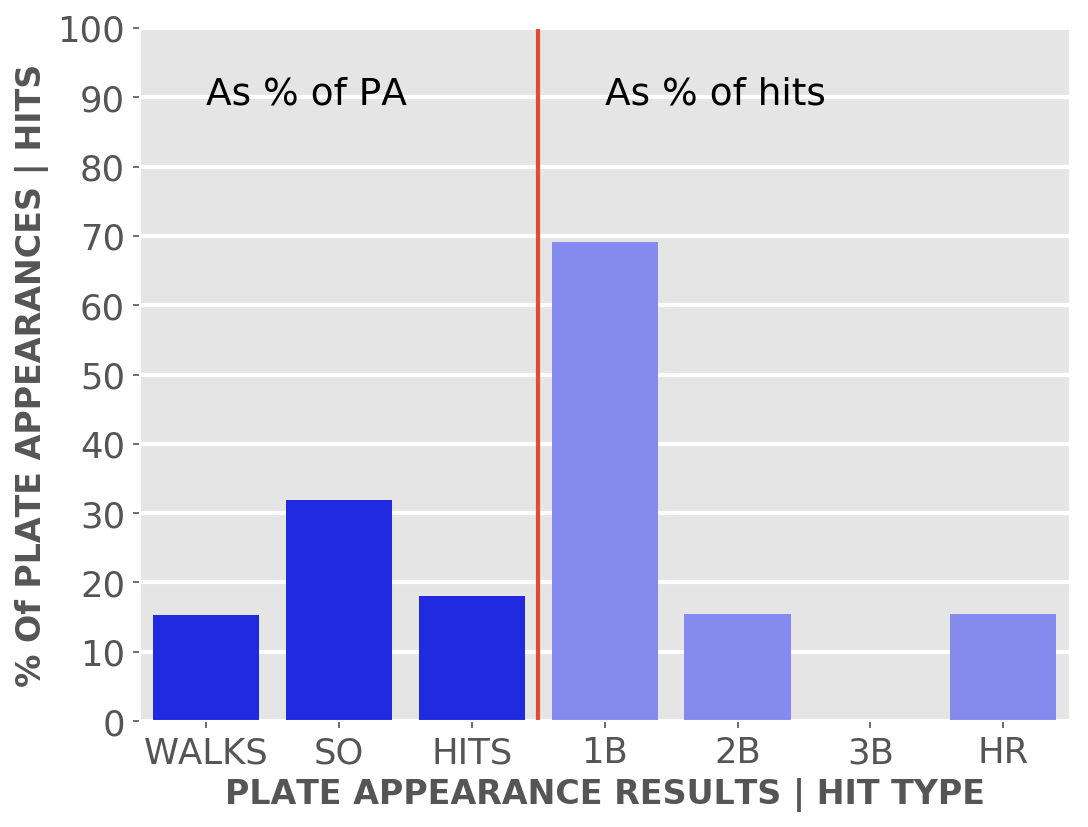 100
90
80
70
60
50
40
30
20
10
0
% Of PLATE APPEARANCES | HITS
As % of PA
As % of hits
WALKS SO HITS 1B 2B 3B HR
PLATE APPEARANCE RESULTS | HIT TYPE